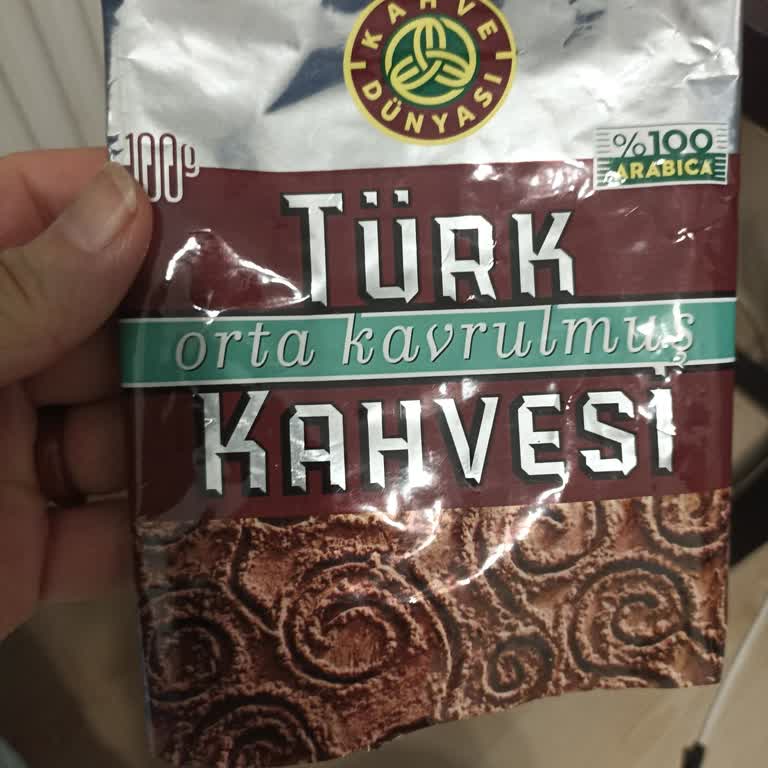 KAHVE
DÜNYASI
100g
%100
ARABICA
TÜRK
orta kavrulmuş
KAHVESİ